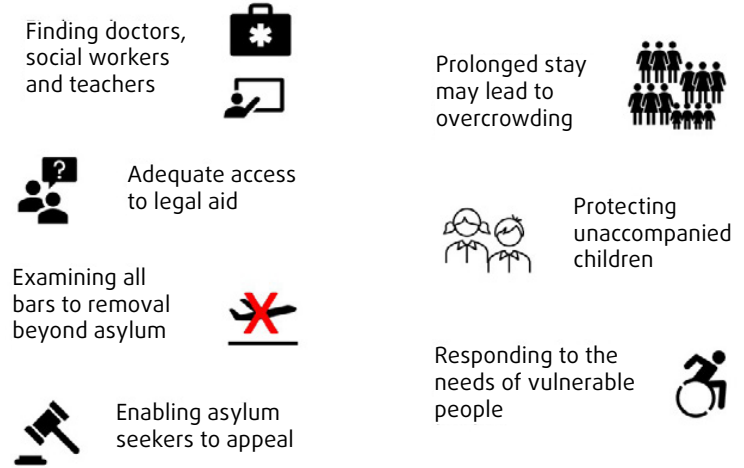 Finding doctors,
social workers
and teachers
Adequate access
to legal aid
Examining all
bars to removal
beyond asylum
Enabling asylum
seekers to appeal
Prolonged stay
may lead to
overcrowding
Protecting
unaccompanied
children
Responding to the
needs of vulnerable
people